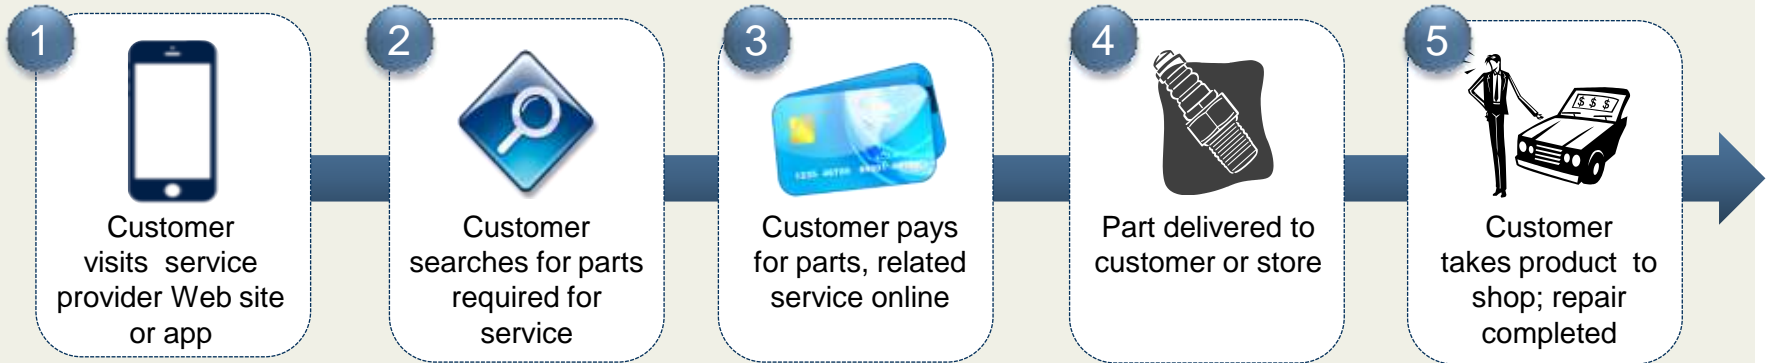 1
Customer
visits service
provider Web site
or app
2
Customer
searches for parts
required for
service
3
Customer pays
for parts, related
service online
4
Part delivered to
customer or store
5
$ $ $
Customer
takes product to
shop; repair
completed